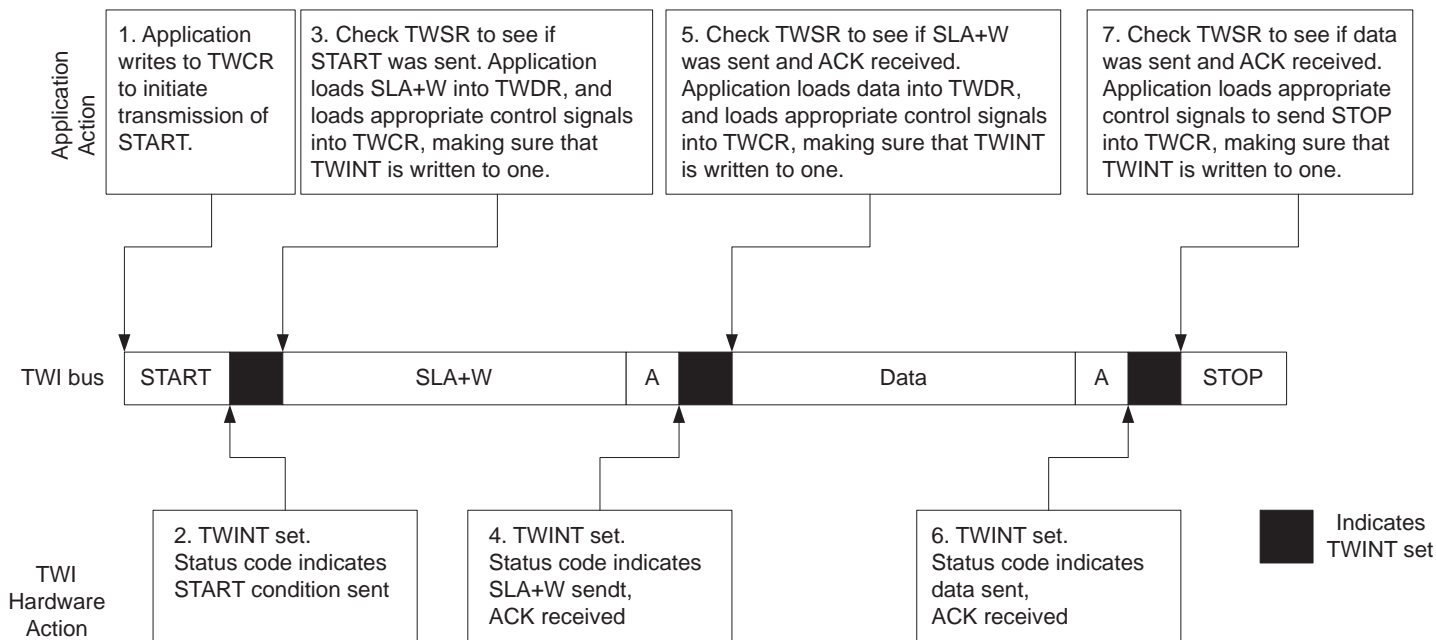 Application
Action
1. Application
writes to TWCR
to initiate
transmission of
START.
3. Check TWSR to see if
START was sent. Application
loads SLA+W into TWDR, and
loads appropriate control signals
into TWCR, making sure that
TWINT is written to one.
5. Check TWSR to see if SLA+W
was sent and ACK received.
Application loads data into TWDR,
and loads appropriate control signals
into TWCR, making sure that TWINT
is written to one.
7. Check TWSR to see if data
was sent and ACK received.
Application loads appropriate
control signals to send STOP
into TWCR, making sure that
TWINT is written to one.
TWI bus
START
SLA+W
A
Data
A
STOP
TWI
Hardware
Action
2. TWINT set.
Status code indicates
START condition sent
4. TWINT set.
Status code indicates
SLA+W sendt,
ACK received
6. TWINT set.
Status code indicates
data sent,
ACK received
Indicates
TWINT set